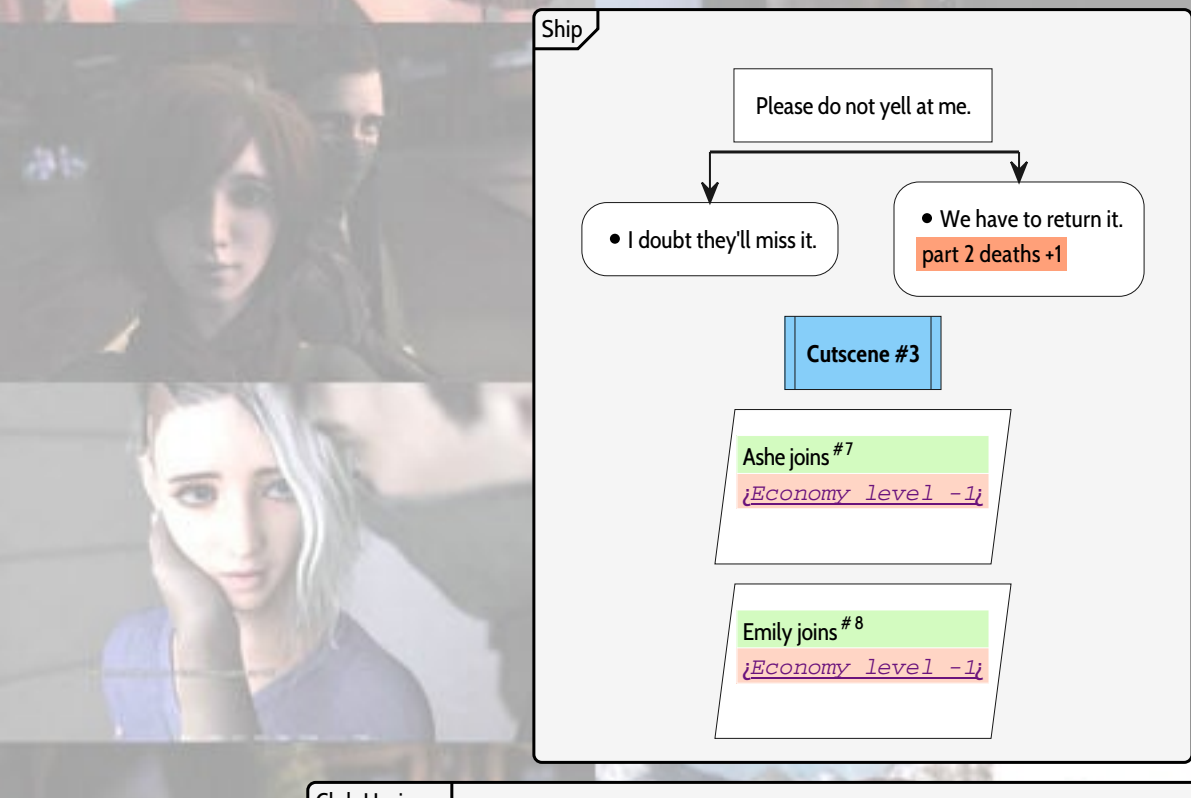 Ship
Please do not yell at me.
• I doubt they'll miss it.
• We have to return it.
part 2 deaths +1
Cutscene #3
Ashe joins #7
¿Economy level -1¿
Emily joins # 8
¿Economy level -1¿